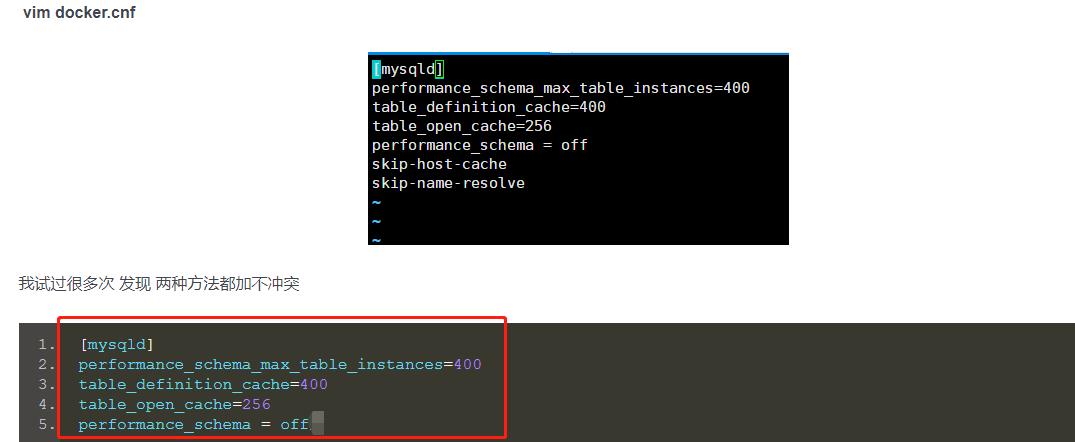 vim docker.cnf
[mysqld]
performance_schema_max_table_instances=400
table_definition_cache=400
table_open_cache=256
performance_schema = off
skip-host-cache
skip-name-resolve
~
~
~
我试过很多次 发现 两种方法都加不冲突
1. [mysqld]
2. performance_schema_max_table_instances=400
3. table_definition_cache=400
4. table_open_cache=256
5. performance_schema = off